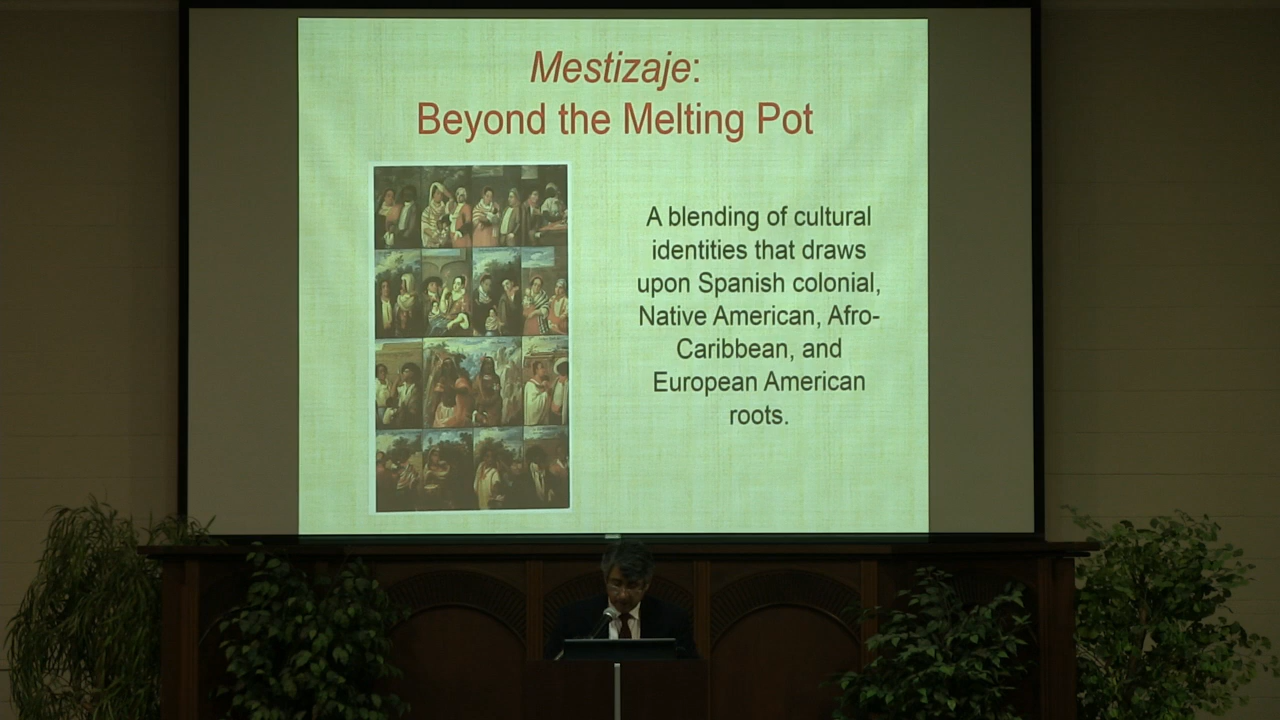 Mestizaje:
Beyond the Melting Pot
A blending of cultural
identities that draws
upon Spanish colonial,
Native American, Afro-
Caribbean, and
European American
roots.